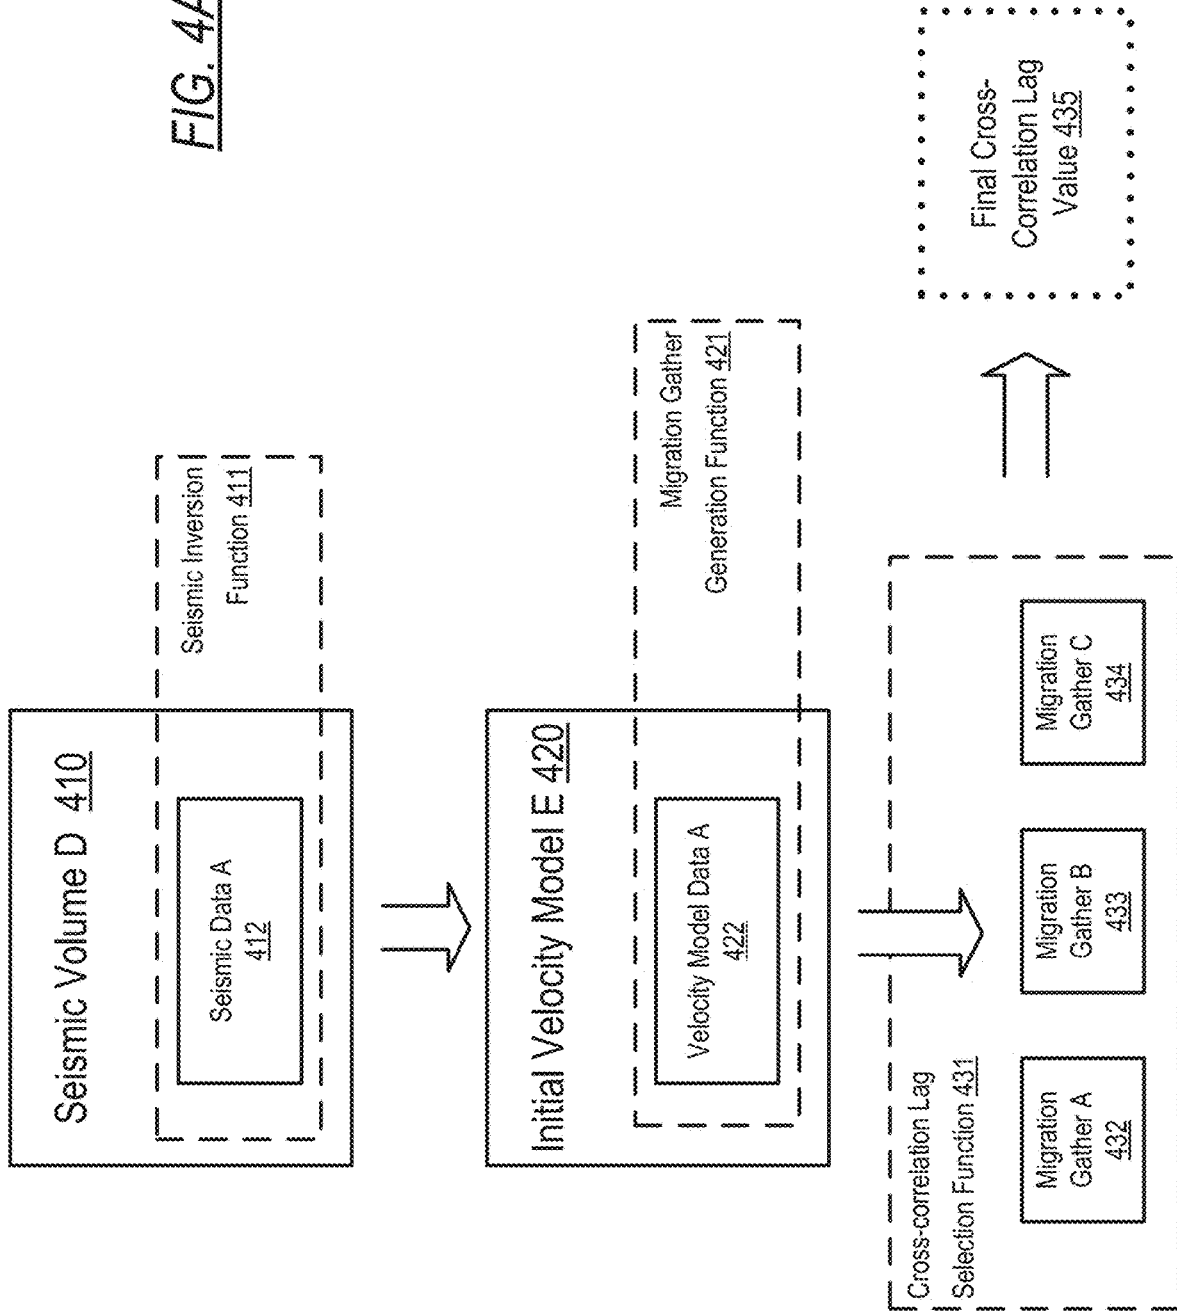 FIG. 4A
Seismic Volume D 410
Seismic Inversion
Function 411
Seismic Data A
412
Initial Velocity Model E 420
Migration Gather
Generation Function 421
Velocity Model Data A
422
Cross-correlation Lag
Selection Function 431
Migration
Gather A
432
Migration
Gather B
433
Migration
Gather C
434
Final Cross-
Correlation Lag
Value 435